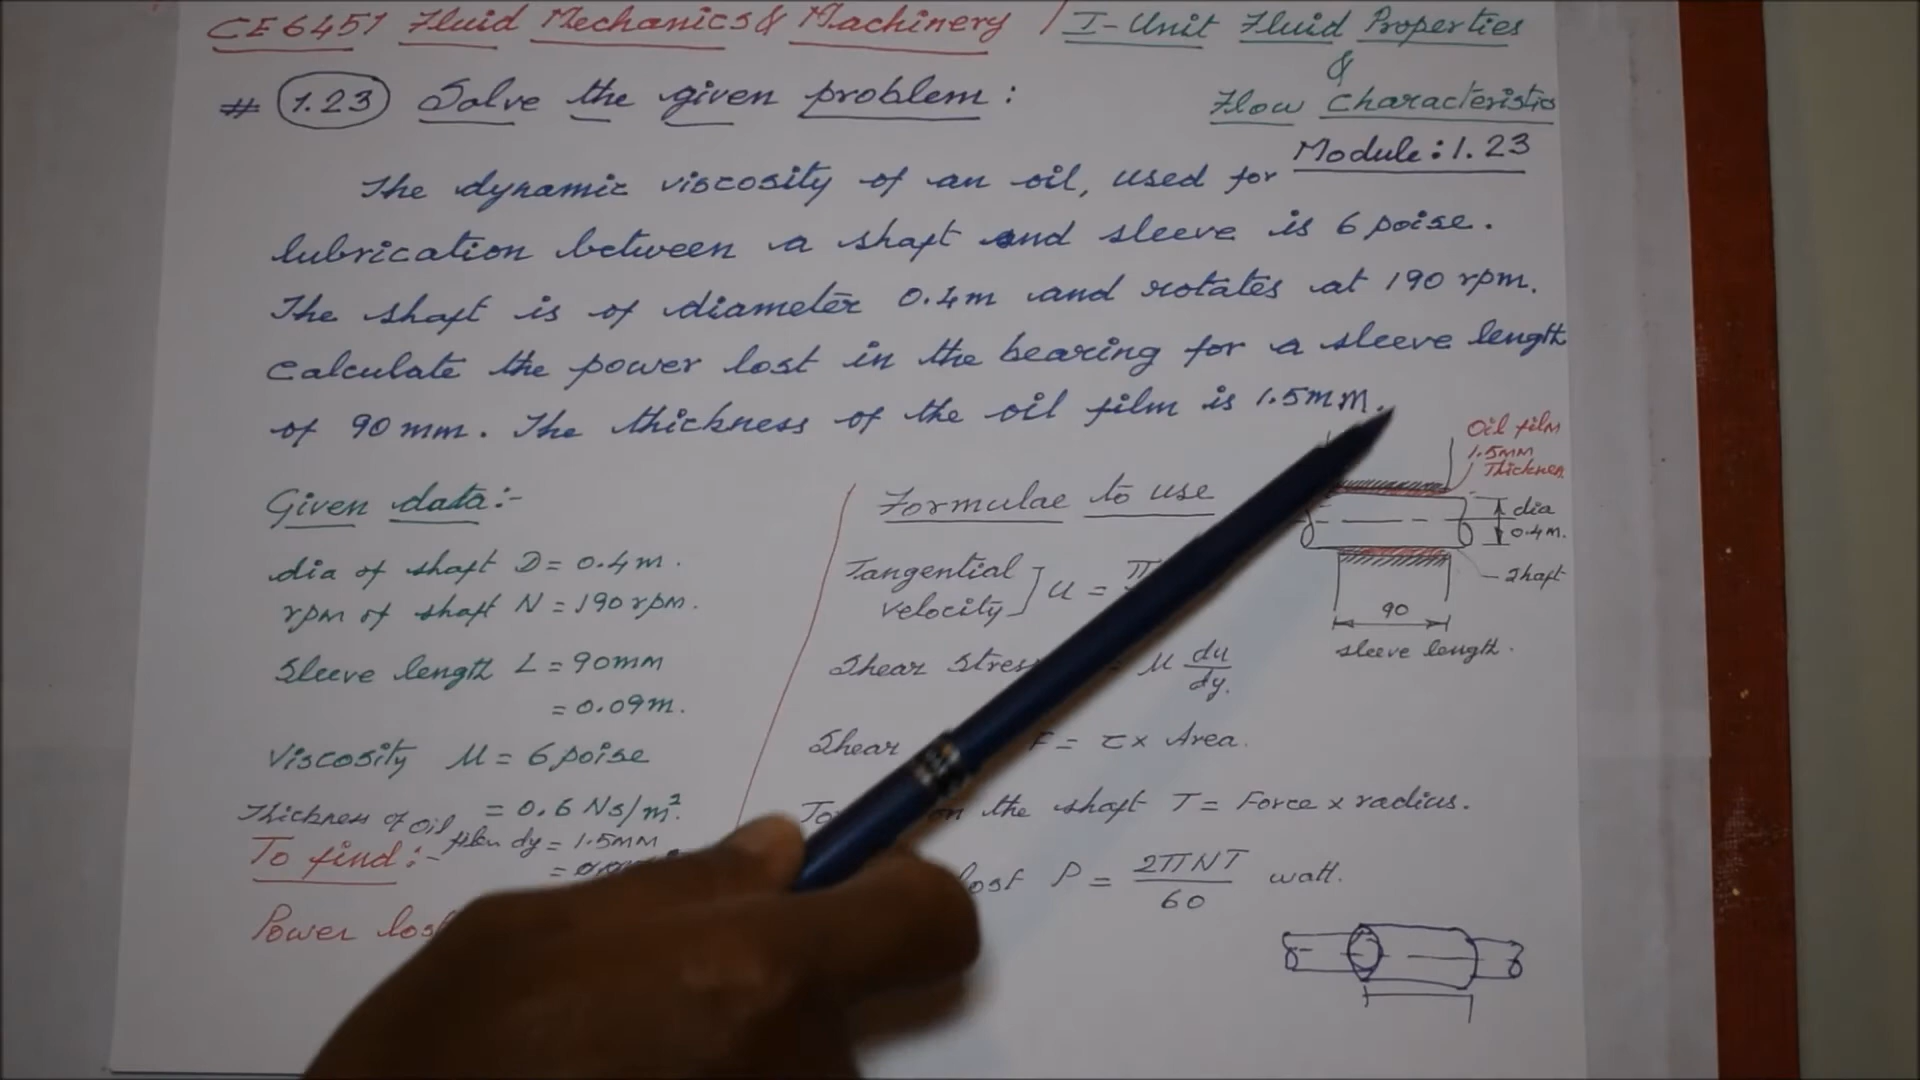 CE6451 Fluid Mechanics & Machinery / I-Unit Fluid Properties
&
Flow Characteristics
# 1.23 Solve the given problem:
Module: 1.23
The dynamic viscosity of an oil, used for
lubrication between a shaft and sleeve is 6 poise.
The shaft is of diameter 0.4m and rotates at 190 rpm.
Calculate the power lost in the bearing for a sleeve length
of 90 mm. The thickness of the oil film is 1.5mm.
Given data:-
dia of shaft D = 0.4m.
rpm of shaft N = 190 rpm.
Sleeve length L = 90mm
= 0.09m.
Viscosity μ = 6 poise
= 0.6 Ns/m².
Thickness of oil
film dy = 1.5mm
To find:-
Power
Formulae to use
Tangential
velocity ] u = π
Shear μ du/dy.
Shear F = τ × Area.
on the shaft T = Force × radius.
lost P = 2πNT/60 watt.
Oil film
1.5mm
Thicknes
dia
0.4m.
shaft
90
sleeve length.